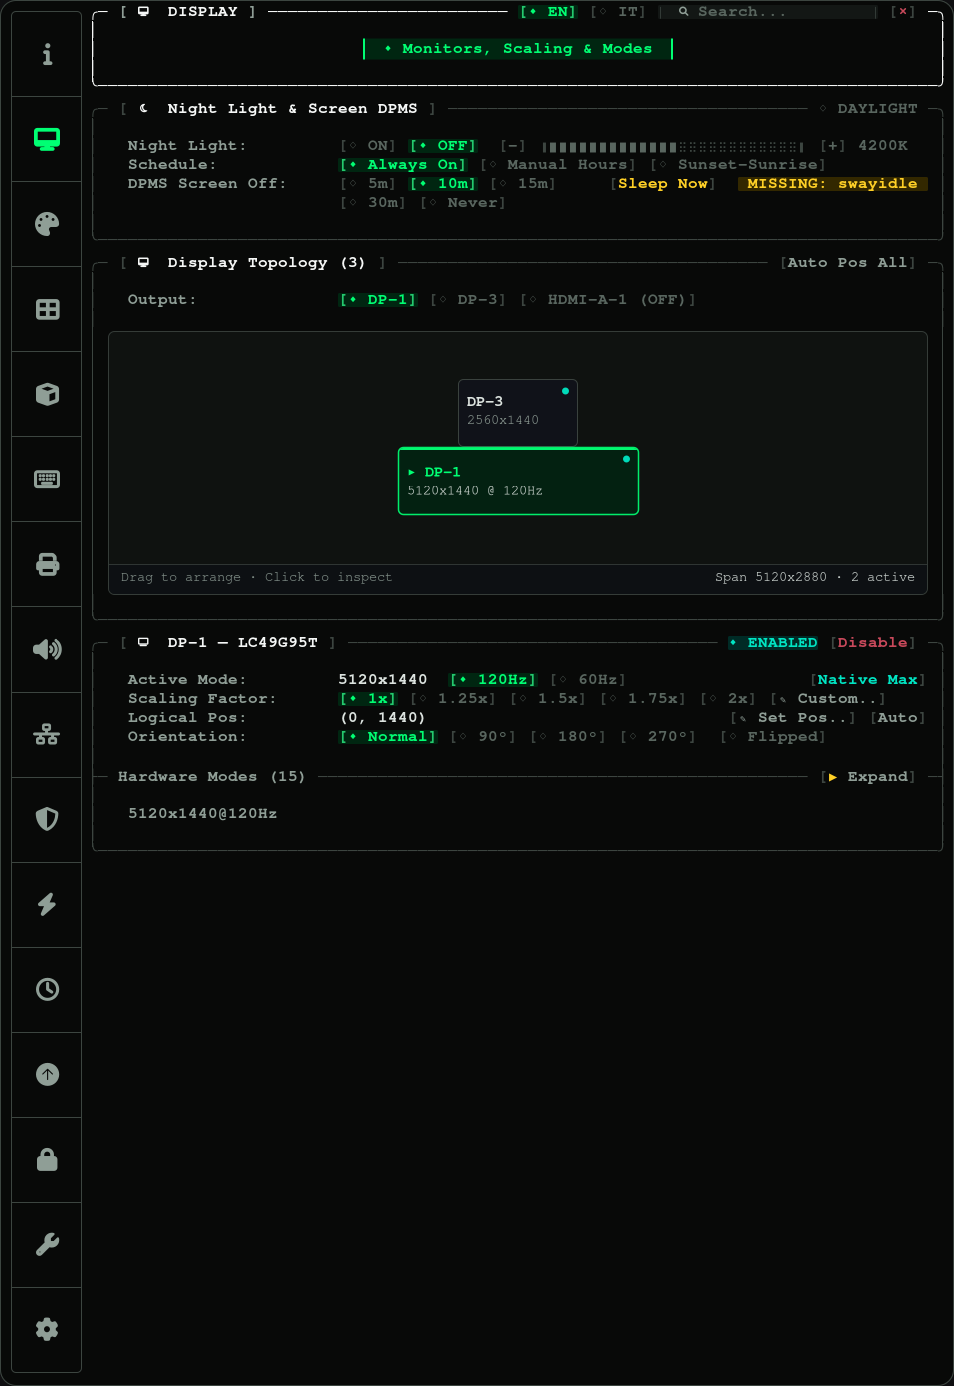 [ DISPLAY ] [⬩ EN] [⬦ IT] Search... [×]
⬩ Monitors, Scaling & Modes
[ ☾ Night Light & Screen DPMS ] ⬦ DAYLIGHT
Night Light: [⬦ ON] [⬩ OFF] [-] [+] 4200K
Schedule: [⬩ Always On] [⬦ Manual Hours] [⬦ Sunset-Sunrise]
DPMS Screen Off: [⬦ 5m] [⬩ 10m] [⬦ 15m] [Sleep Now] MISSING: swayidle
[⬦ 30m] [⬦ Never]
[ Display Topology (3) ] [Auto Pos All]
Output: [⬩ DP-1] [⬦ DP-3] [⬦ HDMI-A-1 (OFF)]
DP-3
2560x1440
▸ DP-1
5120x1440 @ 120Hz
Drag to arrange · Click to inspect Span 5120x2880 · 2 active
[ DP-1 — LC49G95T ] ⬩ ENABLED [Disable]
Active Mode: 5120x1440 [⬩ 120Hz] [⬦ 60Hz] [Native Max]
Scaling Factor: [⬩ 1x] [⬦ 1.25x] [⬦ 1.5x] [⬦ 1.75x] [⬦ 2x] [✎ Custom..]
Logical Pos: (0, 1440) [✎ Set Pos..] [Auto]
Orientation: [⬩ Normal] [⬦ 90°] [⬦ 180°] [⬦ 270°] [⬦ Flipped]
Hardware Modes (15) [▶ Expand]
5120x1440@120Hz